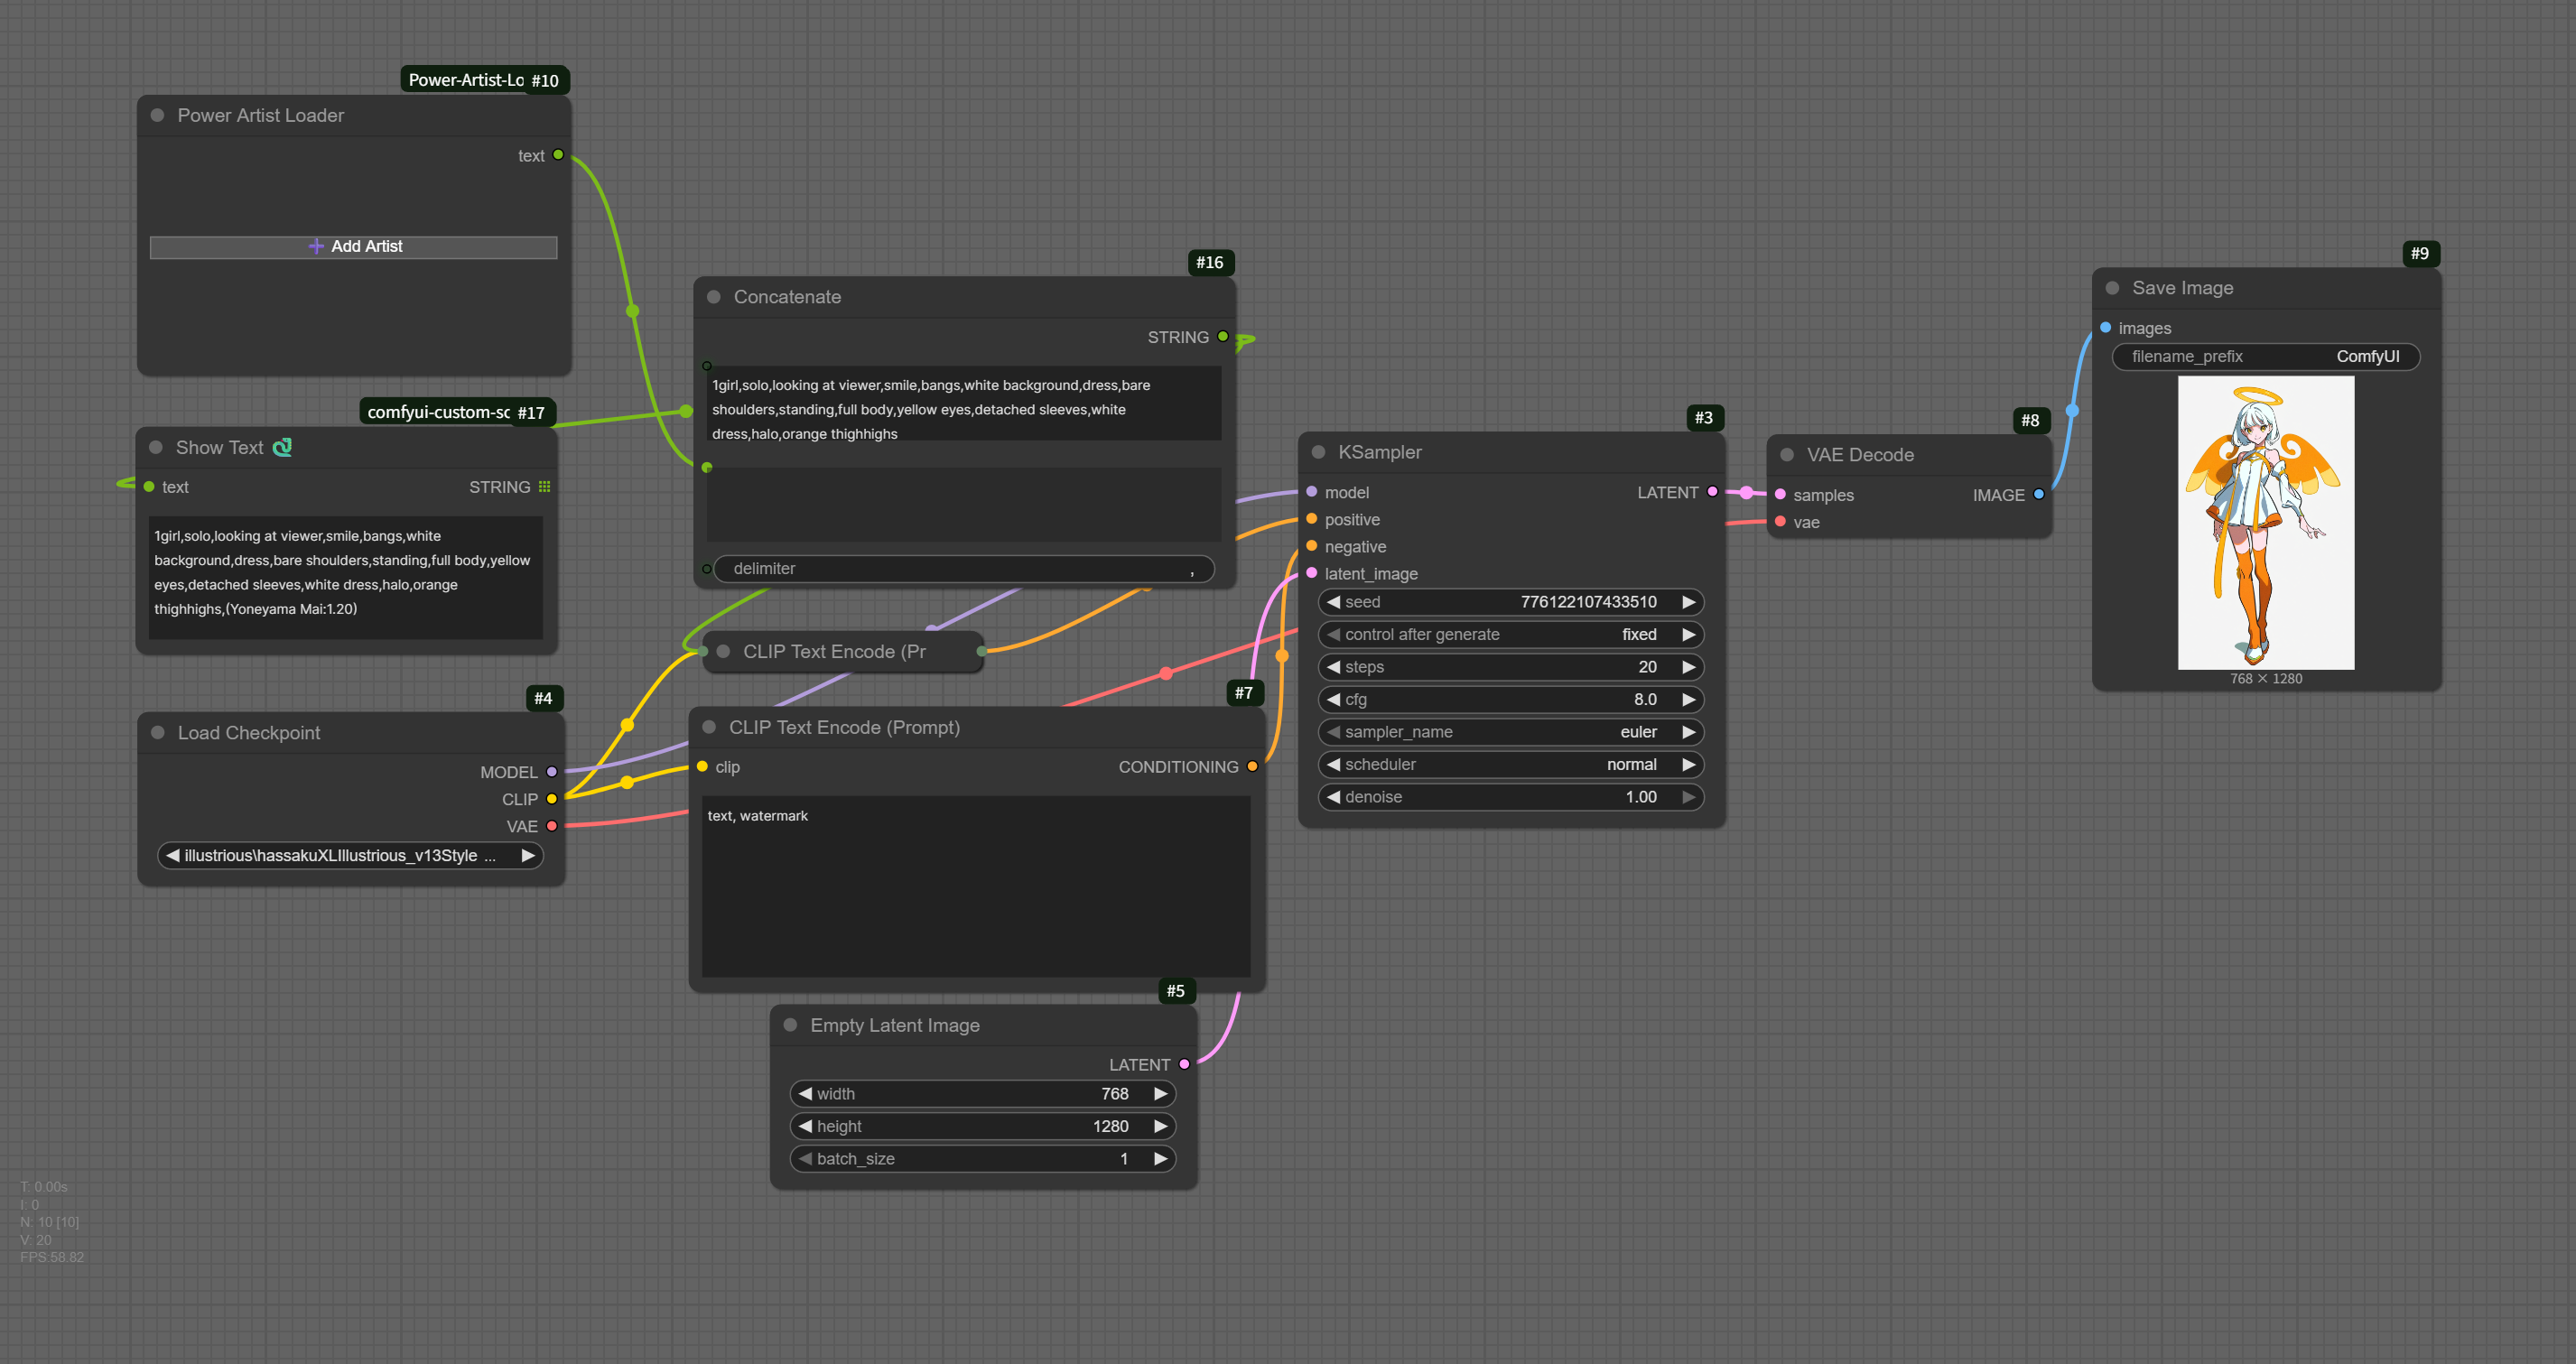 Power-Artist-Lo #10
Power Artist Loader
text
Add Artist
comfyui-custom-sc #17
Show Text
text STRING
1girl,solo,looking at viewer,smile,bangs,white
background,dress,bare shoulders,standing,full body,yellow
eyes,detached sleeves,white dress,halo,orange
thighhighs,(Yoneyama Mai:1.20)
#4
Load Checkpoint
MODEL
CLIP
VAE
illustrious\hassakuXLIllustrious_v13Style ...
#16
Concatenate
STRING
1girl,solo,looking at viewer,smile,bangs,white background,dress,bare
shoulders,standing,full body,yellow eyes,detached sleeves,white
dress,halo,orange thighhighs
delimiter ,
CLIP Text Encode (Pr
#7
CLIP Text Encode (Prompt)
clip CONDITIONING
text, watermark
#5
Empty Latent Image
LATENT
width 768
height 1280
batch_size 1
#3
KSampler
model LATENT
positive
negative
latent_image
seed 776122107433510
control after generate fixed
steps 20
cfg 8.0
sampler_name euler
scheduler normal
denoise 1.00
#8
VAE Decode
samples IMAGE
vae
#9
Save Image
images
filename_prefix ComfyUI
768 × 1280
T: 0.00s
I: 0
N: 10 [10]
V: 20
FPS:58.82